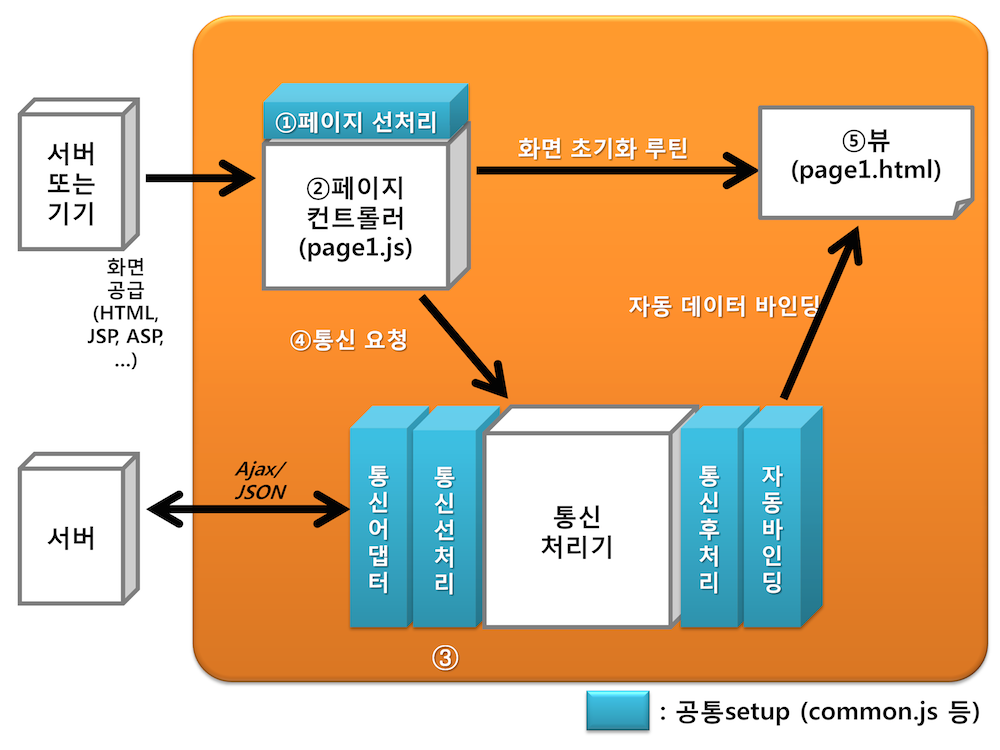 서버
또는
기기
화면
공급
(HTML,
JSP, ASP,
...)
①페이지 선처리
②페이지
컨트롤러
(page1.js)
화면 초기화 루틴
⑤뷰
(page1.html)
④통신 요청
자동 데이터 바인딩
서버
Ajax/
JSON
통신어댑터
통신선처리
통신
처리기
통신후처리
자동바인딩
③
: 공통setup (common.js 등)